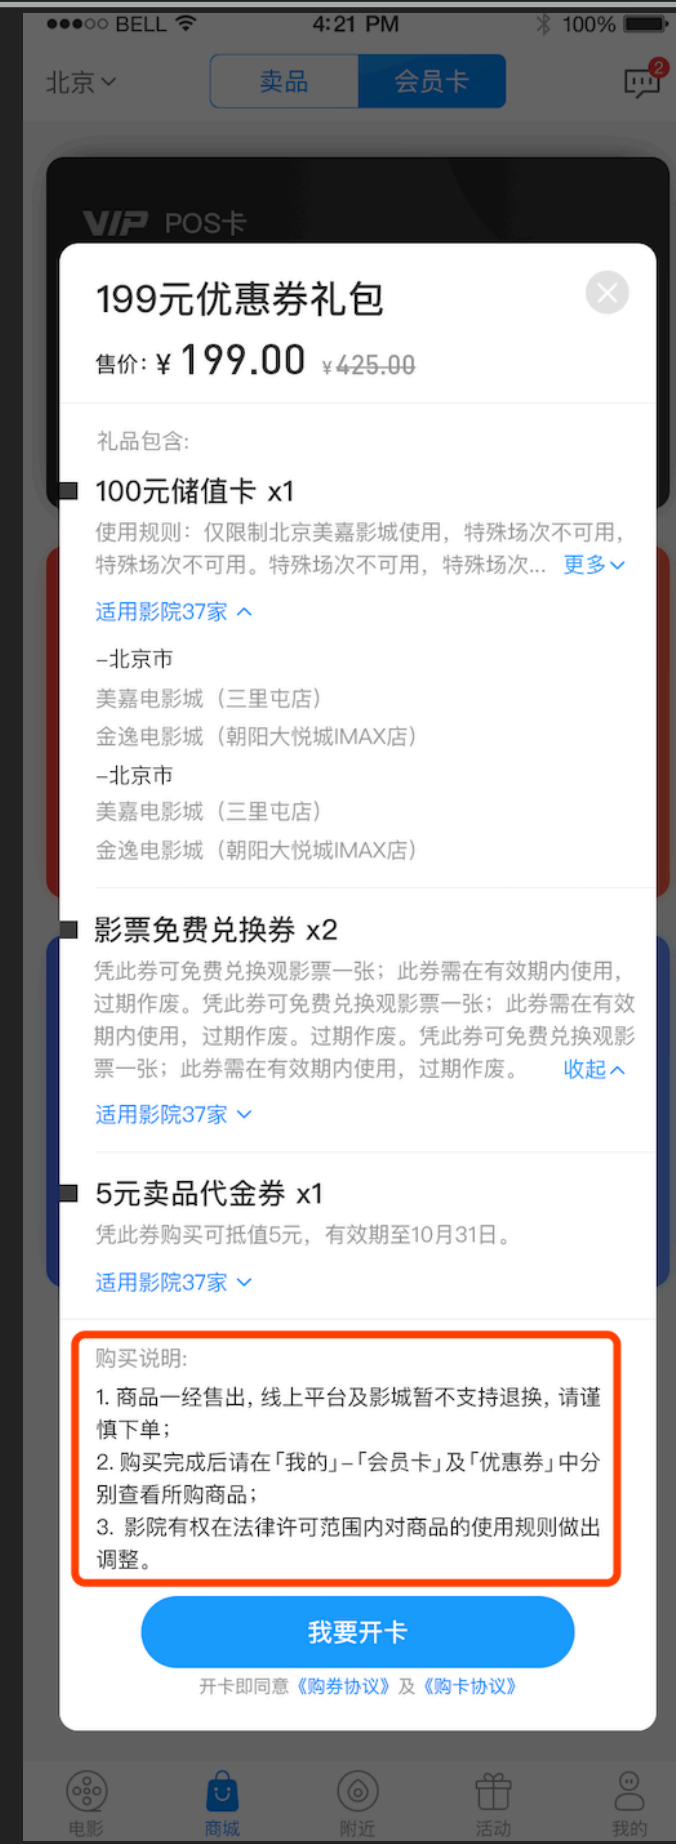 BELL 4:21 PM 100%
北京 卖品 会员卡 2
VIP POS卡
199元优惠券礼包
售价: ¥ 199.00 ¥425.00
礼品包含:
100元储值卡 x1
使用规则：仅限制北京美嘉影城使用，特殊场次不可用，
特殊场次不可用。特殊场次不可用，特殊场次... 更多
适用影院37家
–北京市
美嘉电影城（三里屯店）
金逸电影城（朝阳大悦城IMAX店）
–北京市
美嘉电影城（三里屯店）
金逸电影城（朝阳大悦城IMAX店）
影票免费兑换券 x2
凭此券可免费兑换观影票一张；此券需在有效期内使用，
过期作废。凭此券可免费兑换观影票一张；此券需在有效
期内使用，过期作废。过期作废。凭此券可免费兑换观影
票一张；此券需在有效期内使用，过期作废。 收起
适用影院37家
5元卖品代金券 x1
凭此券购买可抵值5元，有效期至10月31日。
适用影院37家
购买说明:
1. 商品一经售出, 线上平台及影城暂不支持退换, 请谨
慎下单；
2. 购买完成后请在「我的」–「会员卡」及「优惠券」中分
别查看所购商品；
3. 影院有权在法律许可范围内对商品的使用规则做出
调整。
我要开卡
开卡即同意《购券协议》及《购卡协议》
电影 商城 附近 活动 我的